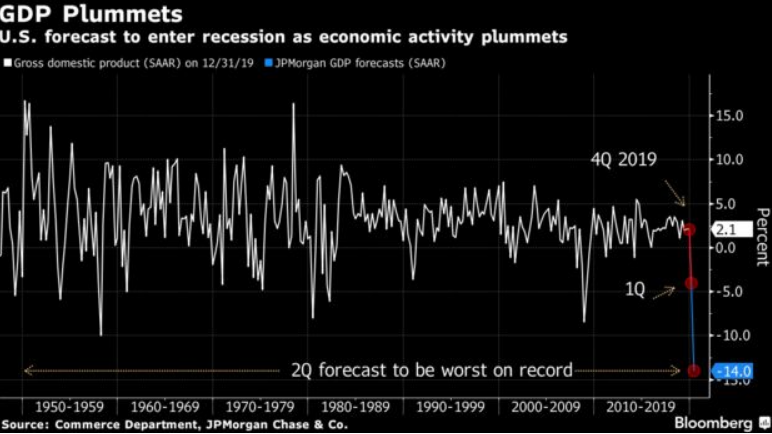 GDP Plummets
U.S. forecast to enter recession as economic activity plummets
Gross domestic product (SAAR) on 12/31/19 JPMorgan GDP forecasts (SAAR)
15.0
10.0
4Q 2019
5.0
2.1
0.0
Percent
1Q
-5.0
-10.0
2Q forecast to be worst on record
-14.0
-15.0
1950-1959 1960-1969 1970-1979 1980-1989 1990-1999 2000-2009 2010-2019
Source: Commerce Department, JPMorgan Chase & Co.
Bloomberg